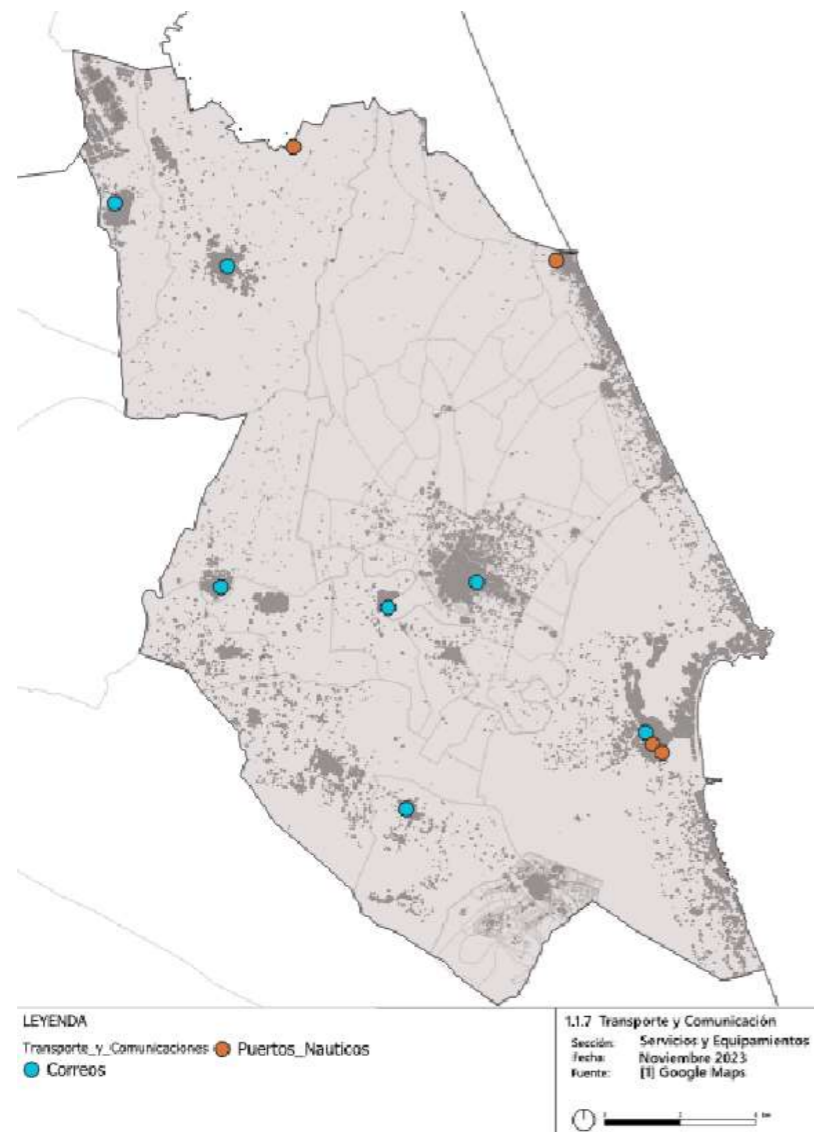 LEYENDA
Transporte_y_Comunicaciones
Puertos_Nauticos
Correos
1.1.7 Transporte y Comunicación
Sección: Servicios y Equipamientos
Fecha: Noviembre 2023
Fuente: [1] Google Maps